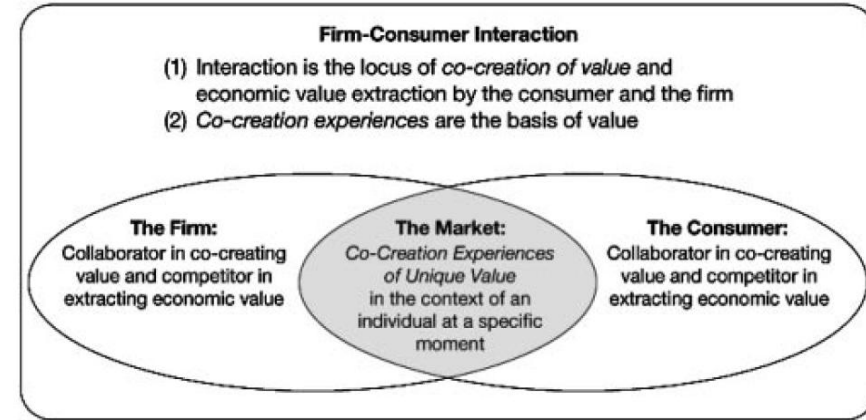 Firm-Consumer Interaction
(1) Interaction is the locus of co-creation of value and
economic value extraction by the consumer and the firm
(2) Co-creation experiences are the basis of value
The Firm:
Collaborator in co-creating
value and competitor in
extracting economic value
The Market:
Co-Creation Experiences
of Unique Value
in the context of an
individual at a specific
moment
The Consumer:
Collaborator in co-creating
value and competitor in
extracting economic value